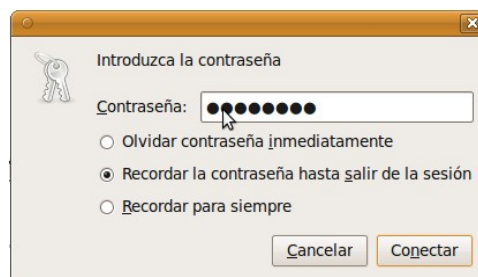 Introduzca la contraseña
Contraseña: ●●●●●●●●
Olvidar contraseña inmediatamente
Recordar la contraseña hasta salir de la sesión
Recordar para siempre
Cancelar Conectar